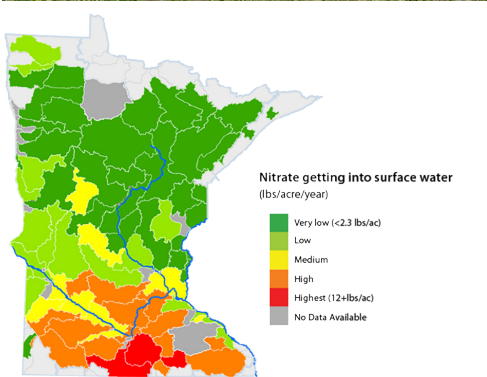 Nitrate getting into surface water
(lbs/acre/year)
Very low (<2.3 lbs/ac)
Low
Medium
High
Highest (12+lbs/ac)
No Data Available